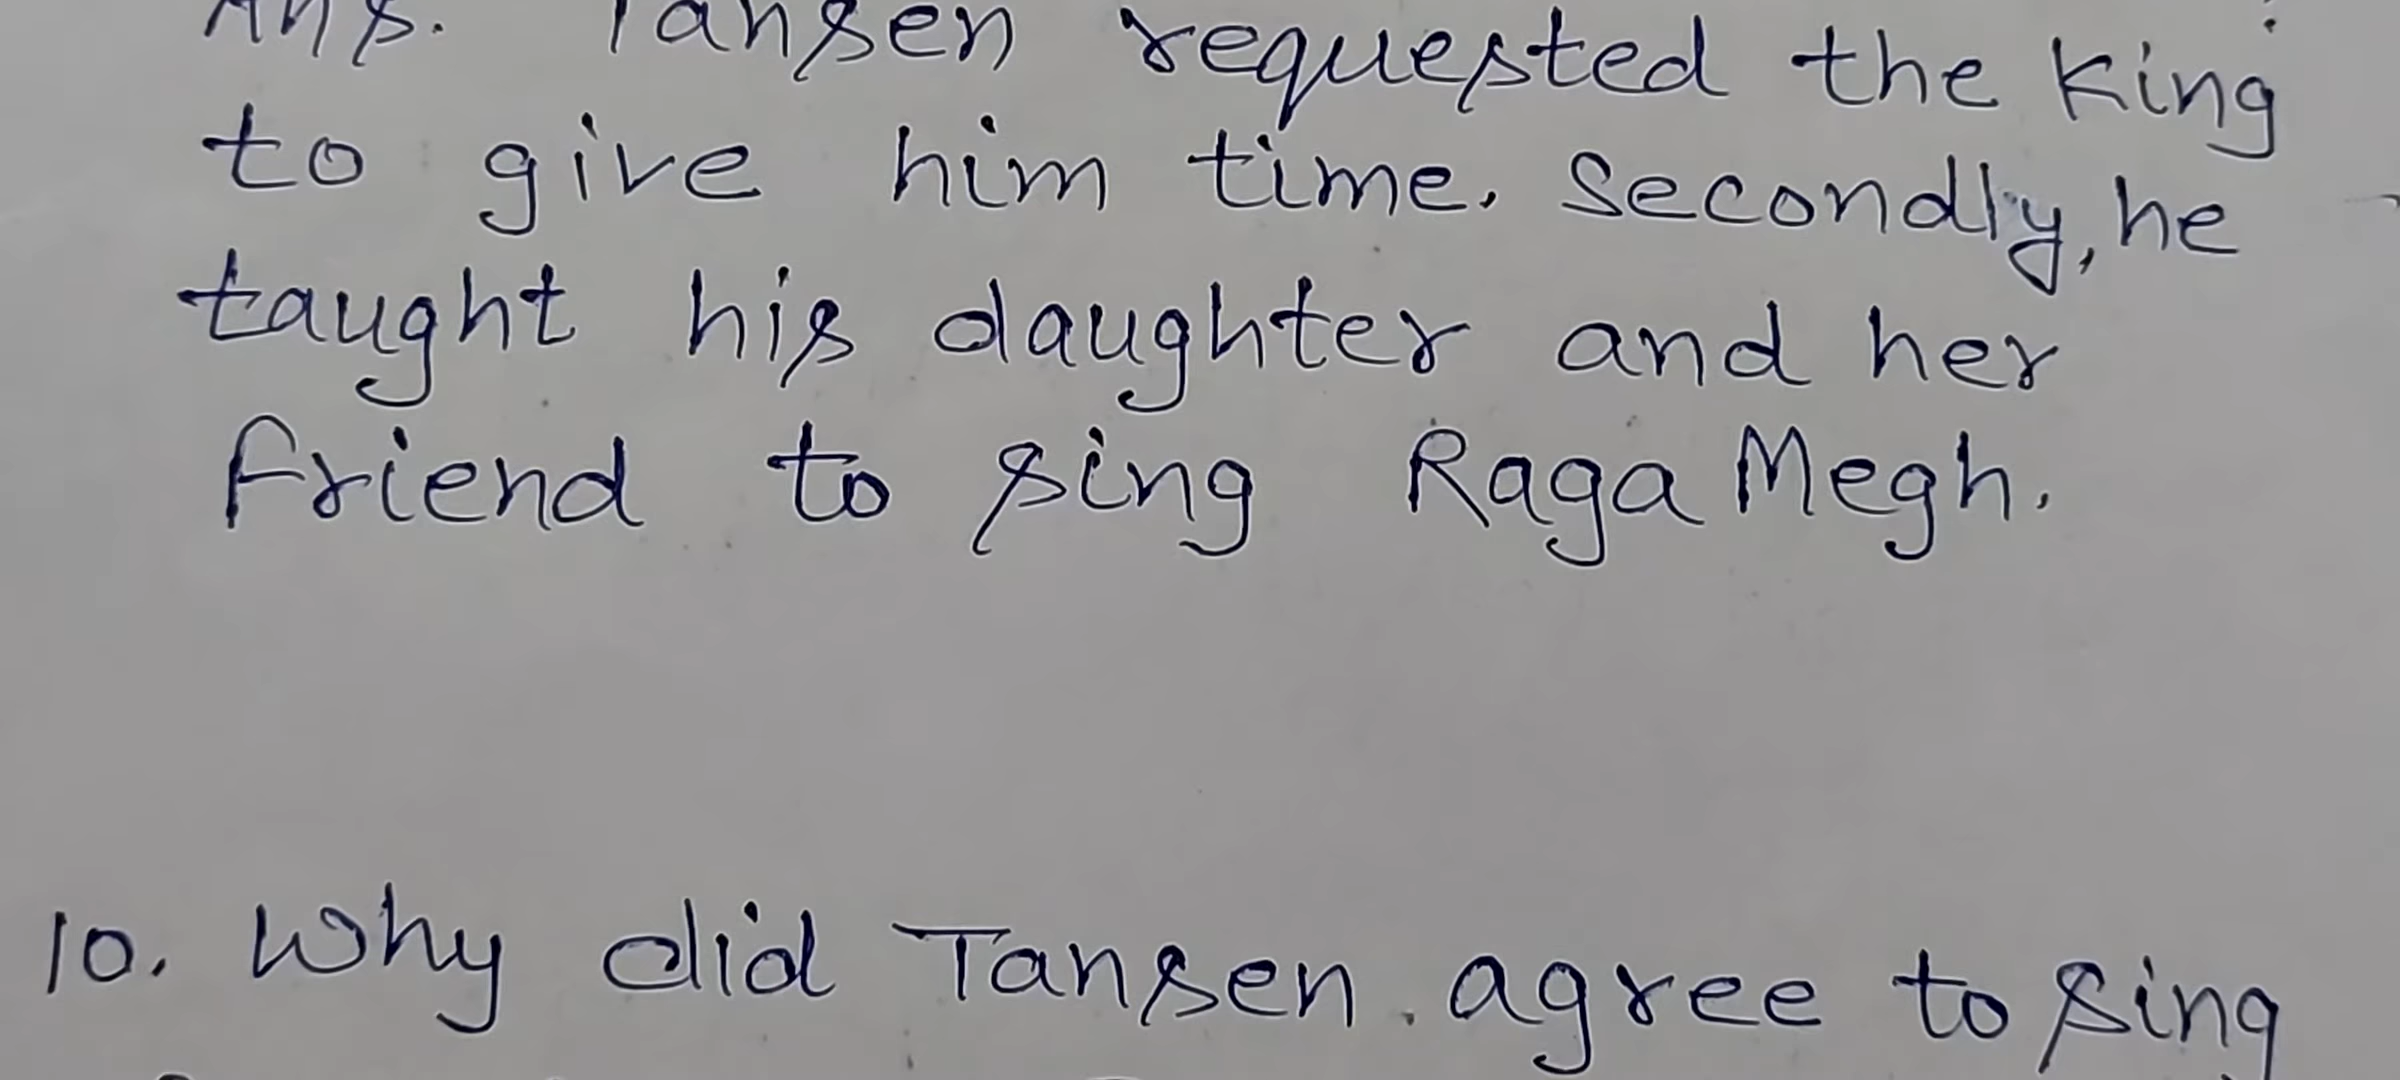 Ans. Tansen requested the King
to give him time. Secondly, he
taught his daughter and her
friend to sing Raga Megh.
10. Why did Tansen agree to sing